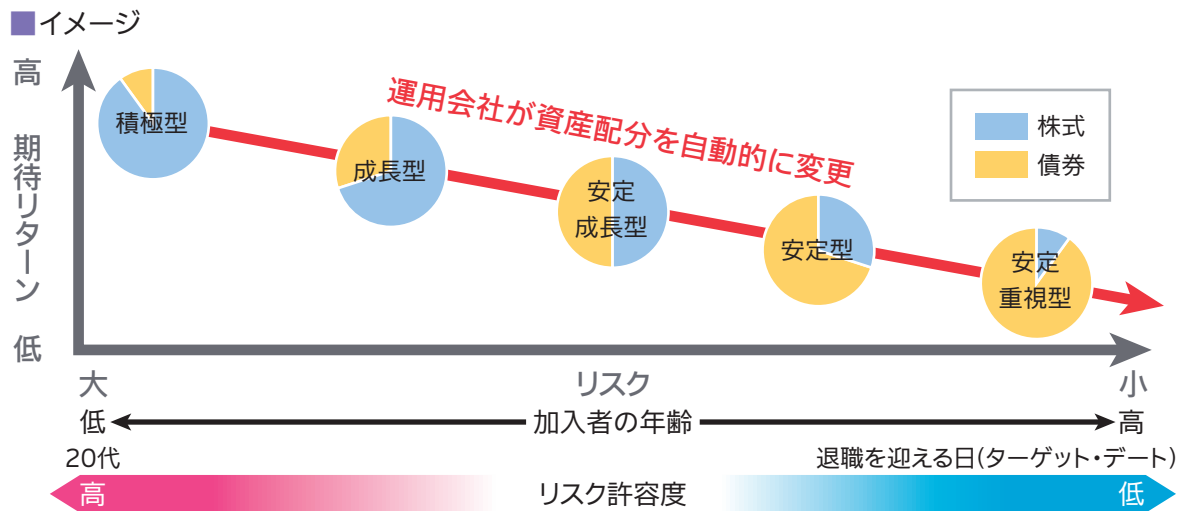 イメージ
高
期待リターン
低
運用会社が資産配分を自動的に変更
積極型
成長型
安定
成長型
安定型
安定
重視型
株式
債券
大 リスク 小
低 加入者の年齢 高
20代 退職を迎える日(ターゲット・デート)
高 リスク許容度 低